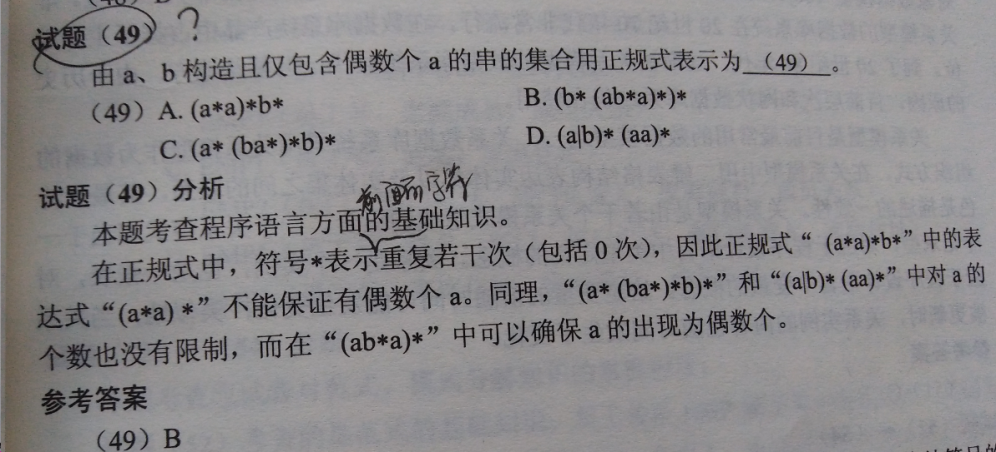 试题（49） ?
由 a、b 构造且仅包含偶数个 a 的串的集合用正规式表示为 （49） 。
（49）A. (a*a)*b* B. (b* (ab*a)*)*
C. (a* (ba*)*b)* D. (a|b)* (aa)*
试题（49）分析
本题考查程序语言方面的基础知识。
在正规式中，符号*表示重复若干次（包括 0 次），因此正规式“ (a*a)*b*”中的表
达式“(a*a) *”不能保证有偶数个 a。同理，“(a* (ba*)*b)*”和“(a|b)* (aa)*”中对 a 的
个数也没有限制，而在“(ab*a)*”中可以确保 a 的出现为偶数个。
参考答案
（49）B